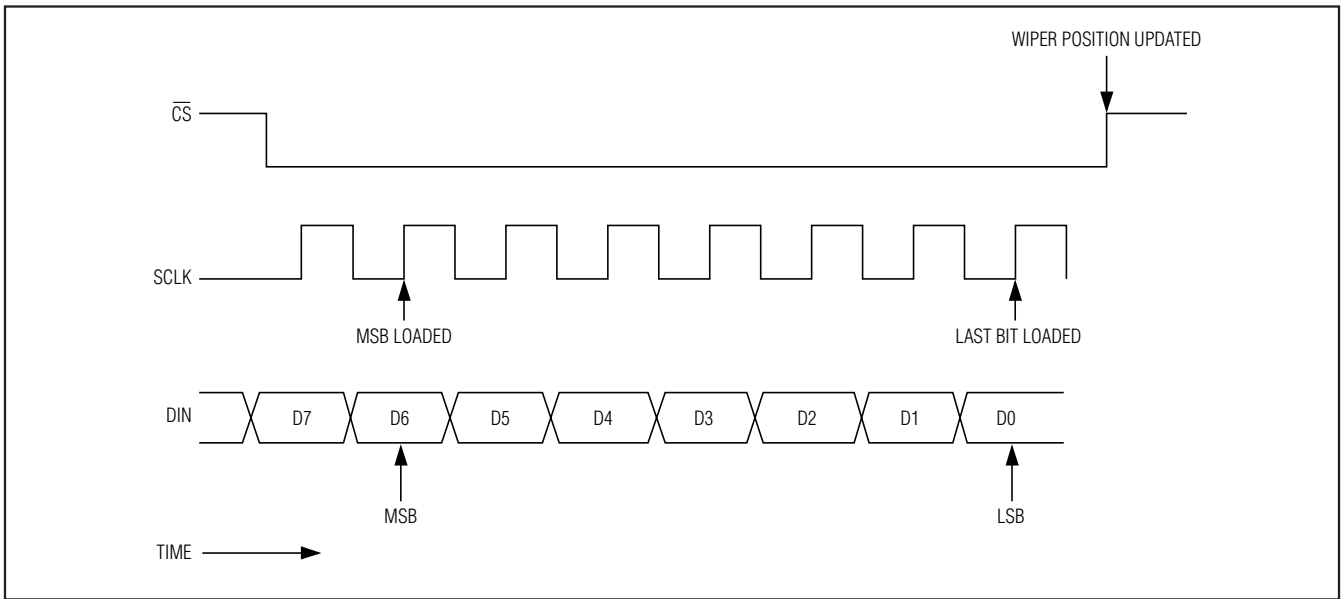 WIPER POSITION UPDATED
C̅S̅
SCLK
MSB LOADED
LAST BIT LOADED
DIN
D7
D6
D5
D4
D3
D2
D1
D0
MSB
LSB
TIME